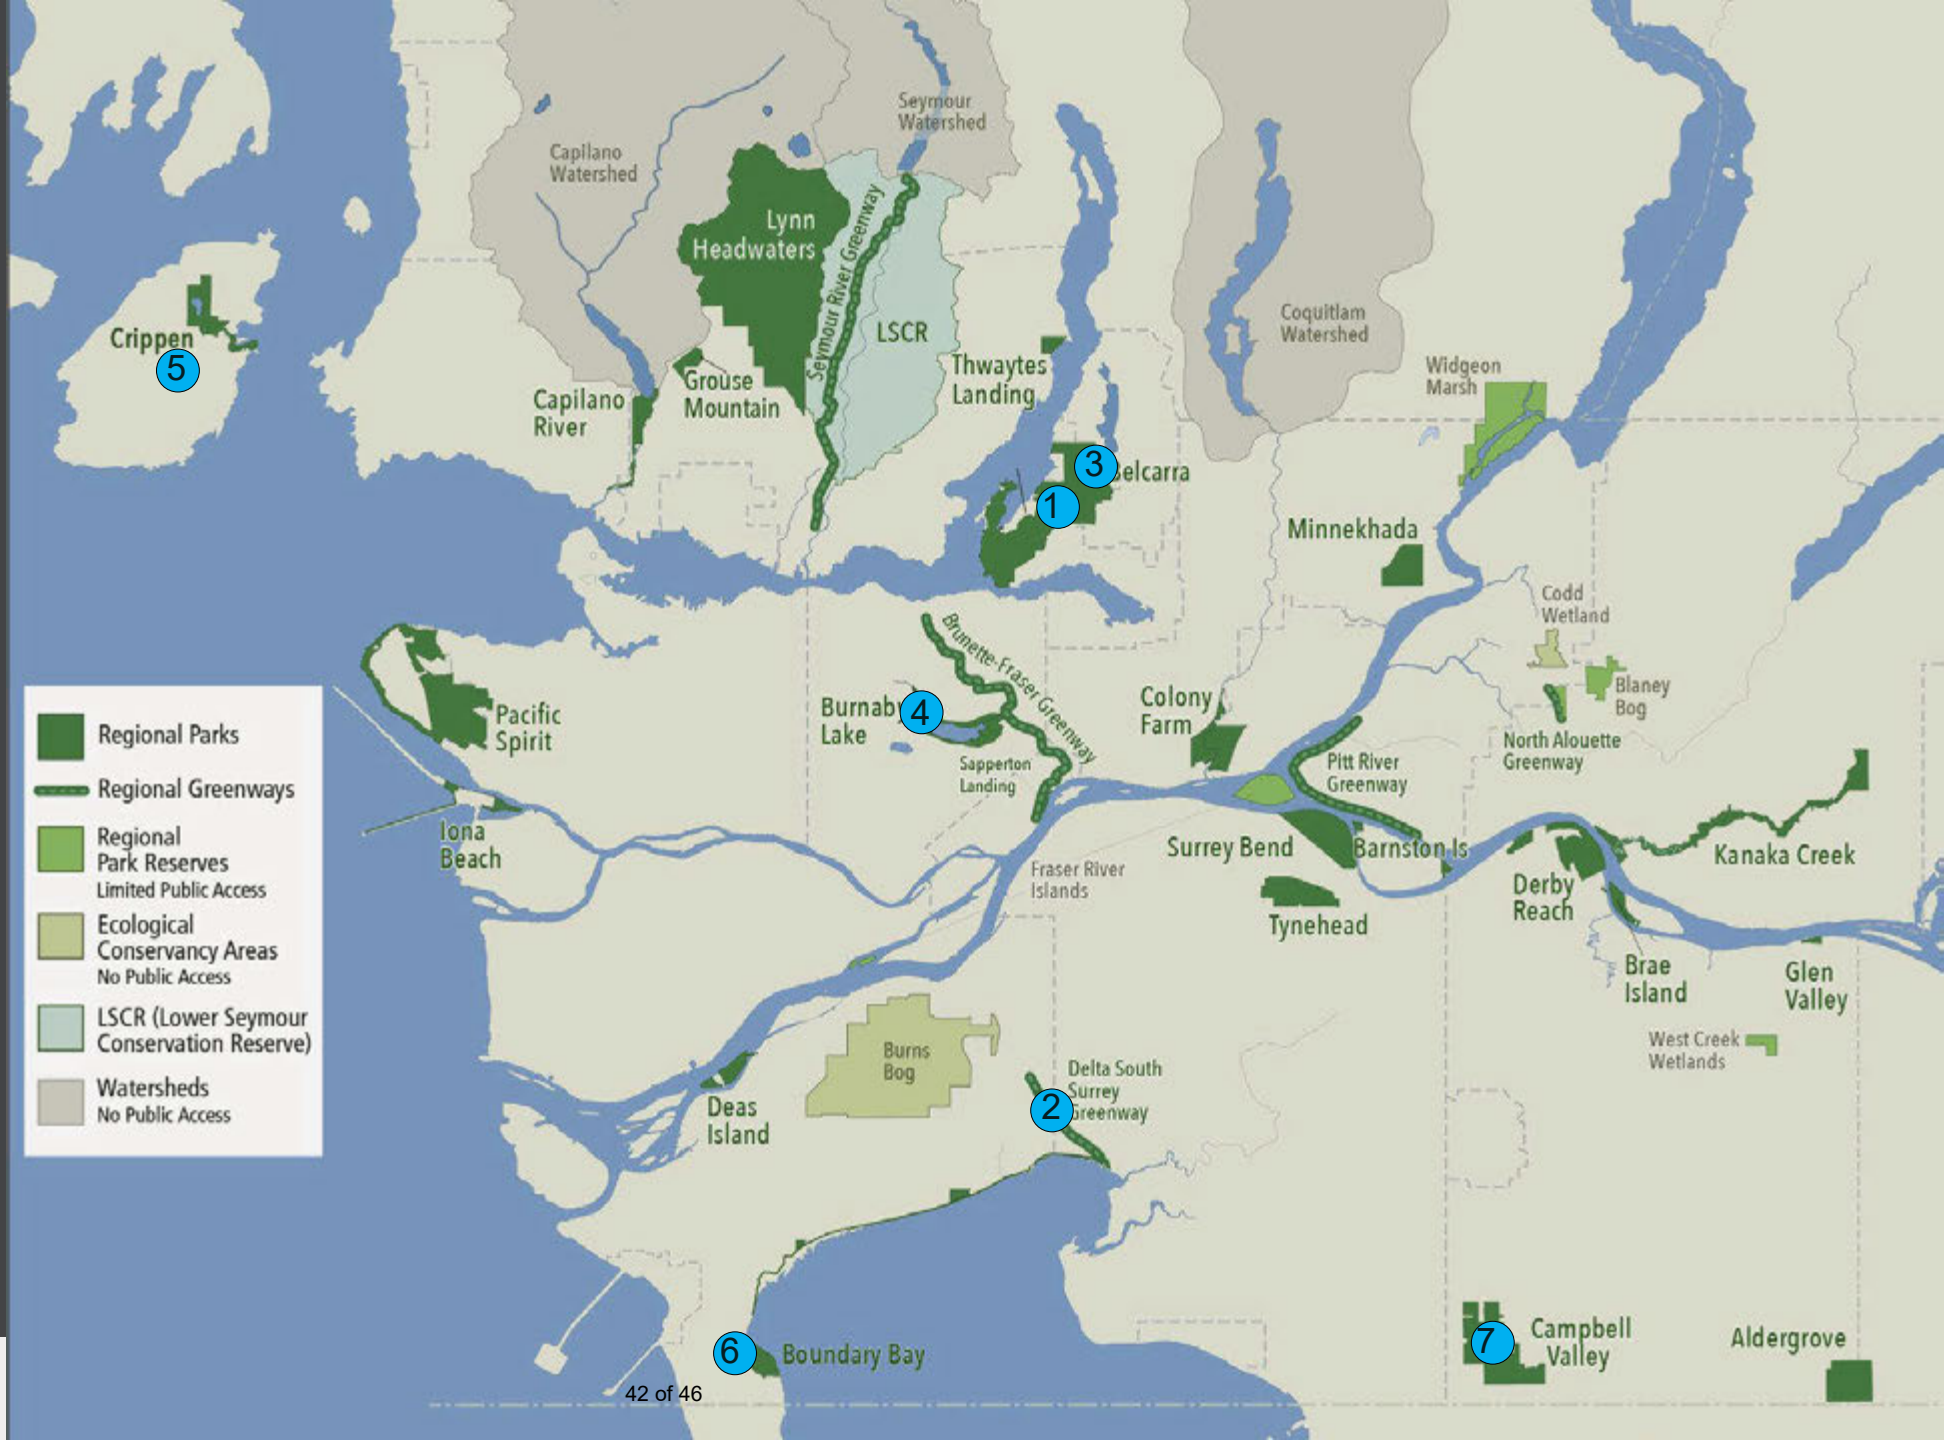 Seymour
Watershed
Capilano
Watershed
Lynn
Headwaters
Seymour River Greenway
LSCR
Coquitlam
Watershed
Crippen
5
Thwaytes
Landing
Widgeon
Marsh
Grouse
Mountain
Capilano
River
3
Belcarra
1
Minnekhada
Codd
Wetland
Brunette-Fraser Greenway
Blaney
Bog
Pacific
Spirit
Burnaby
Lake
4
Colony
Farm
North Alouette
Greenway
Sapperton
Landing
Pitt River
Greenway
Iona
Beach
Surrey Bend
Barnston Is
Kanaka Creek
Fraser River
Islands
Derby
Reach
Tynehead
Brae
Island
Glen
Valley
West Creek
Wetlands
Burns
Bog
Delta South
Surrey
Greenway
2
Deas
Island
Regional Parks
Regional Greenways
Regional
Park Reserves
Limited Public Access
Ecological
Conservancy Areas
No Public Access
LSCR (Lower Seymour
Conservation Reserve)
Watersheds
No Public Access
6
Boundary Bay
7
Campbell
Valley
Aldergrove
42 of 46